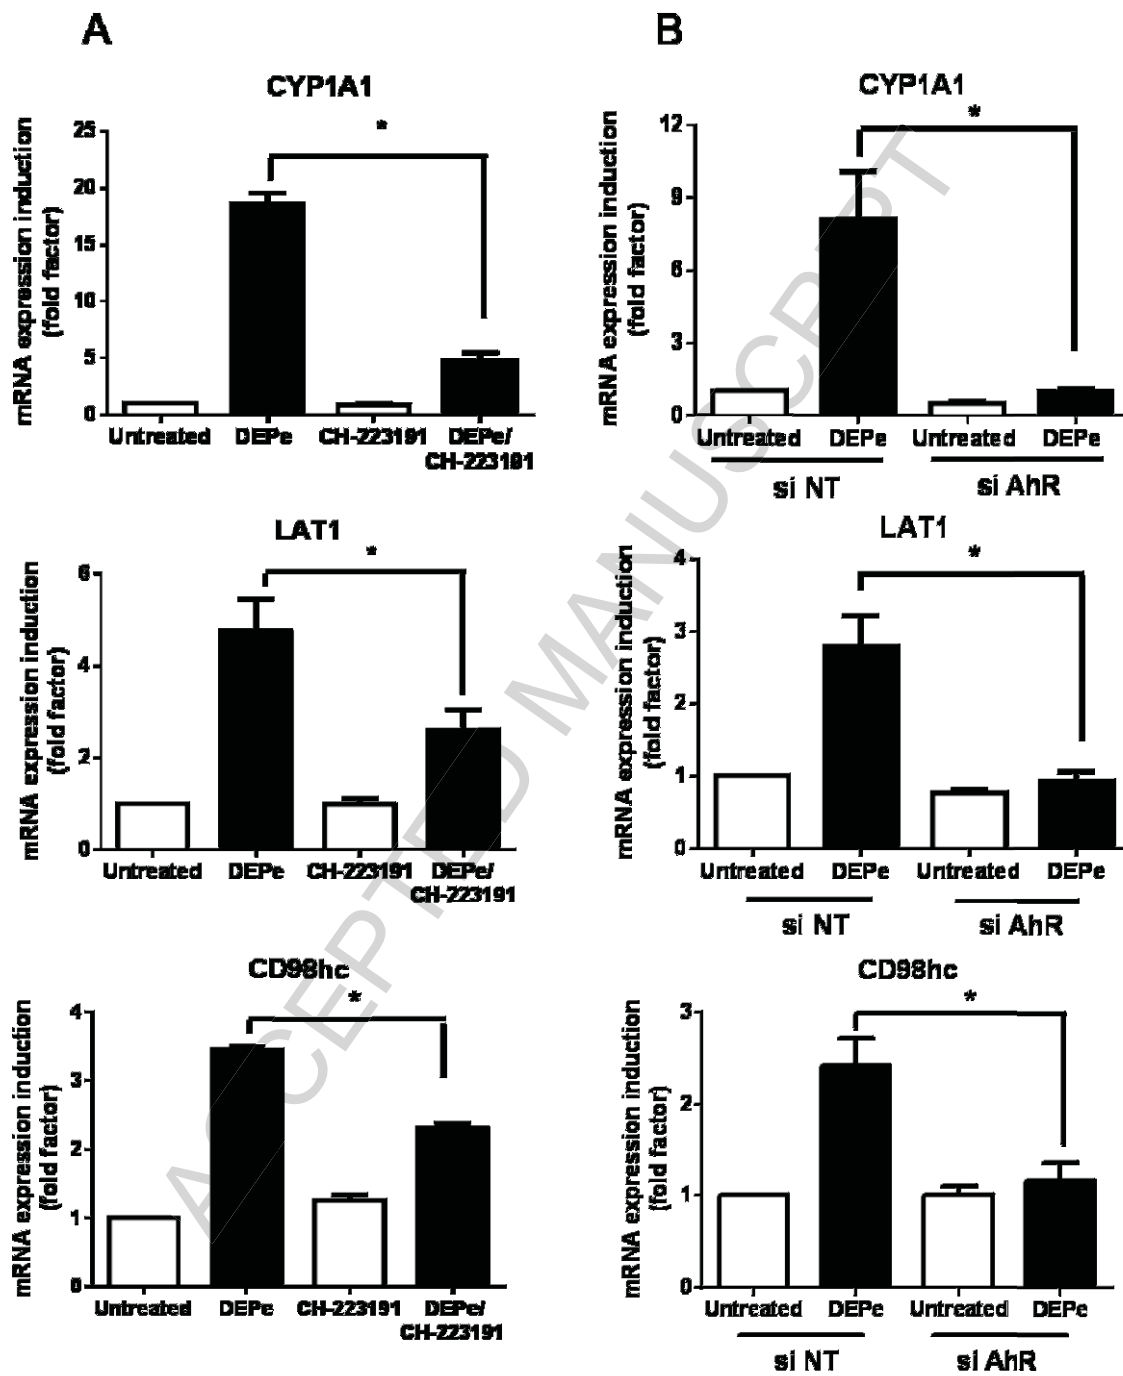 A
B
CYP1A1
*
mRNA expression induction
(fold factor)
25
20
15
10
5
0
Untreated
DEPe
CH-223191
DEPe/
CH-223191
CYP1A1
*
mRNA expression induction
(fold factor)
12
9
6
3
0
Untreated
DEPe
Untreated
DEPe
si NT
si AhR
LAT1
*
mRNA expression induction
(fold factor)
6
4
2
0
Untreated
DEPe
CH-223191
DEPe/
CH-223191
LAT1
*
mRNA expression induction
(fold factor)
4
3
2
1
0
Untreated
DEPe
Untreated
DEPe
si NT
si AhR
CD98hc
*
mRNA expression induction
(fold factor)
4
3
2
1
0
Untreated
DEPe
CH-223191
DEPe/
CH-223191
CD98hc
*
mRNA expression induction
(fold factor)
3
2
1
0
Untreated
DEPe
Untreated
DEPe
si NT
si AhR
ACCEPTED MANUSCRIPT